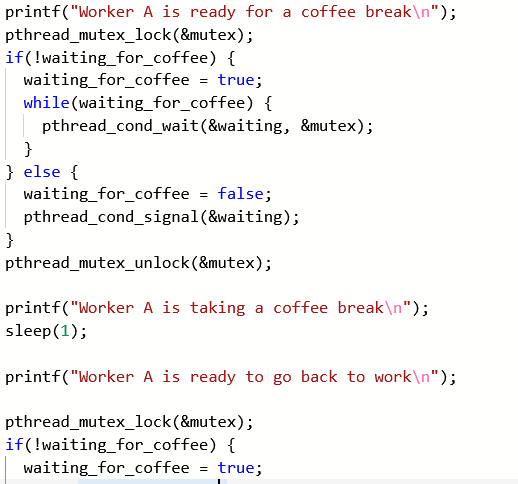 printf("Worker A is ready for a coffee break\n");
pthread_mutex_lock(&mutex);
if(!waiting_for_coffee) {
  waiting_for_coffee = true;
  while(waiting_for_coffee) {
    pthread_cond_wait(&waiting, &mutex);
  }
} else {
  waiting_for_coffee = false;
  pthread_cond_signal(&waiting);
}
pthread_mutex_unlock(&mutex);

printf("Worker A is taking a coffee break\n");
sleep(1);

printf("Worker A is ready to go back to work\n");

pthread_mutex_lock(&mutex);
if(!waiting_for_coffee) {
  waiting_for_coffee = true;